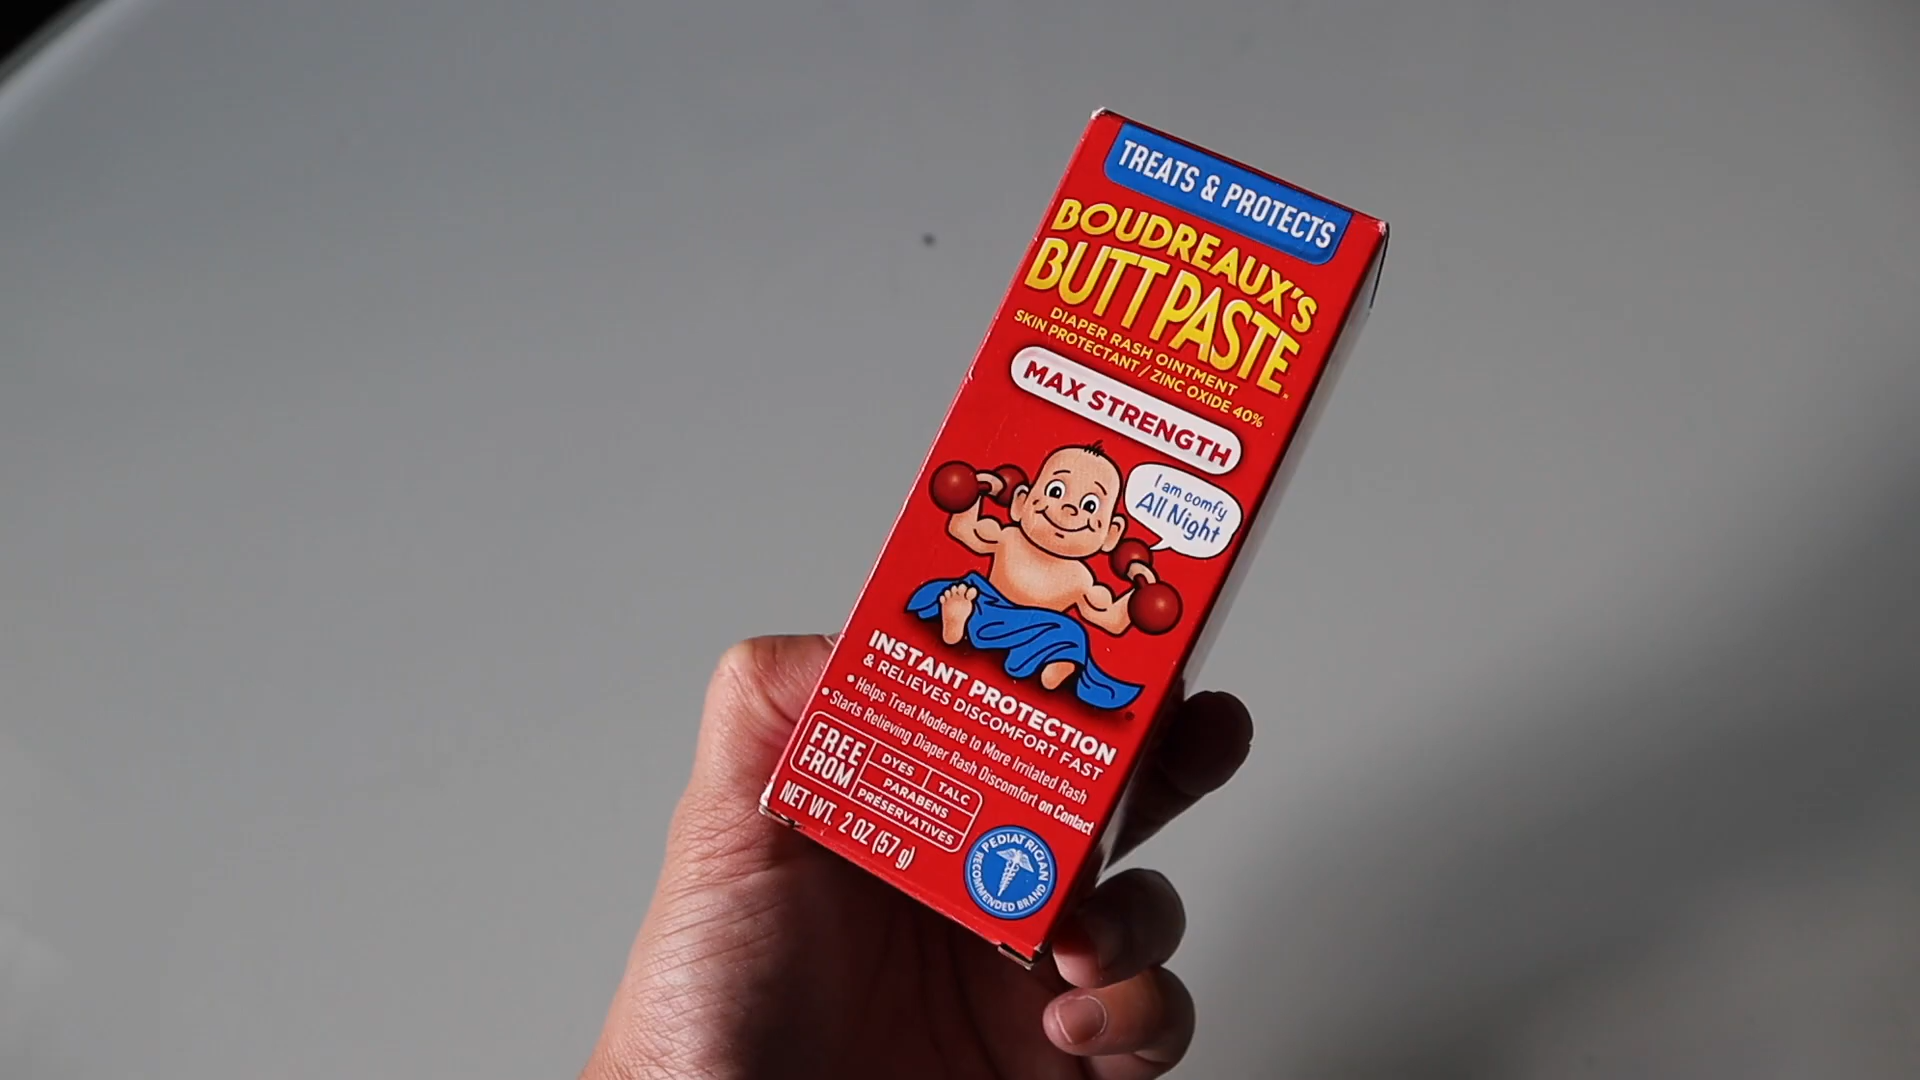 TREATS & PROTECTS
BOUDREAUX'S
BUTT PASTE
DIAPER RASH OINTMENT
SKIN PROTECTANT / ZINC OXIDE 40%
MAX STRENGTH
I am comfy
All Night
INSTANT PROTECTION
& RELIEVES DISCOMFORT FAST
• Helps Treat Moderate to More Irritated Rash
• Starts Relieving Diaper Rash Discomfort on Contact
FREE
FROM
DYES
TALC
PARABENS
PRESERVATIVES
NET WT. 2 OZ (57 g)
PEDIATRICIAN
RECOMMENDED BRAND